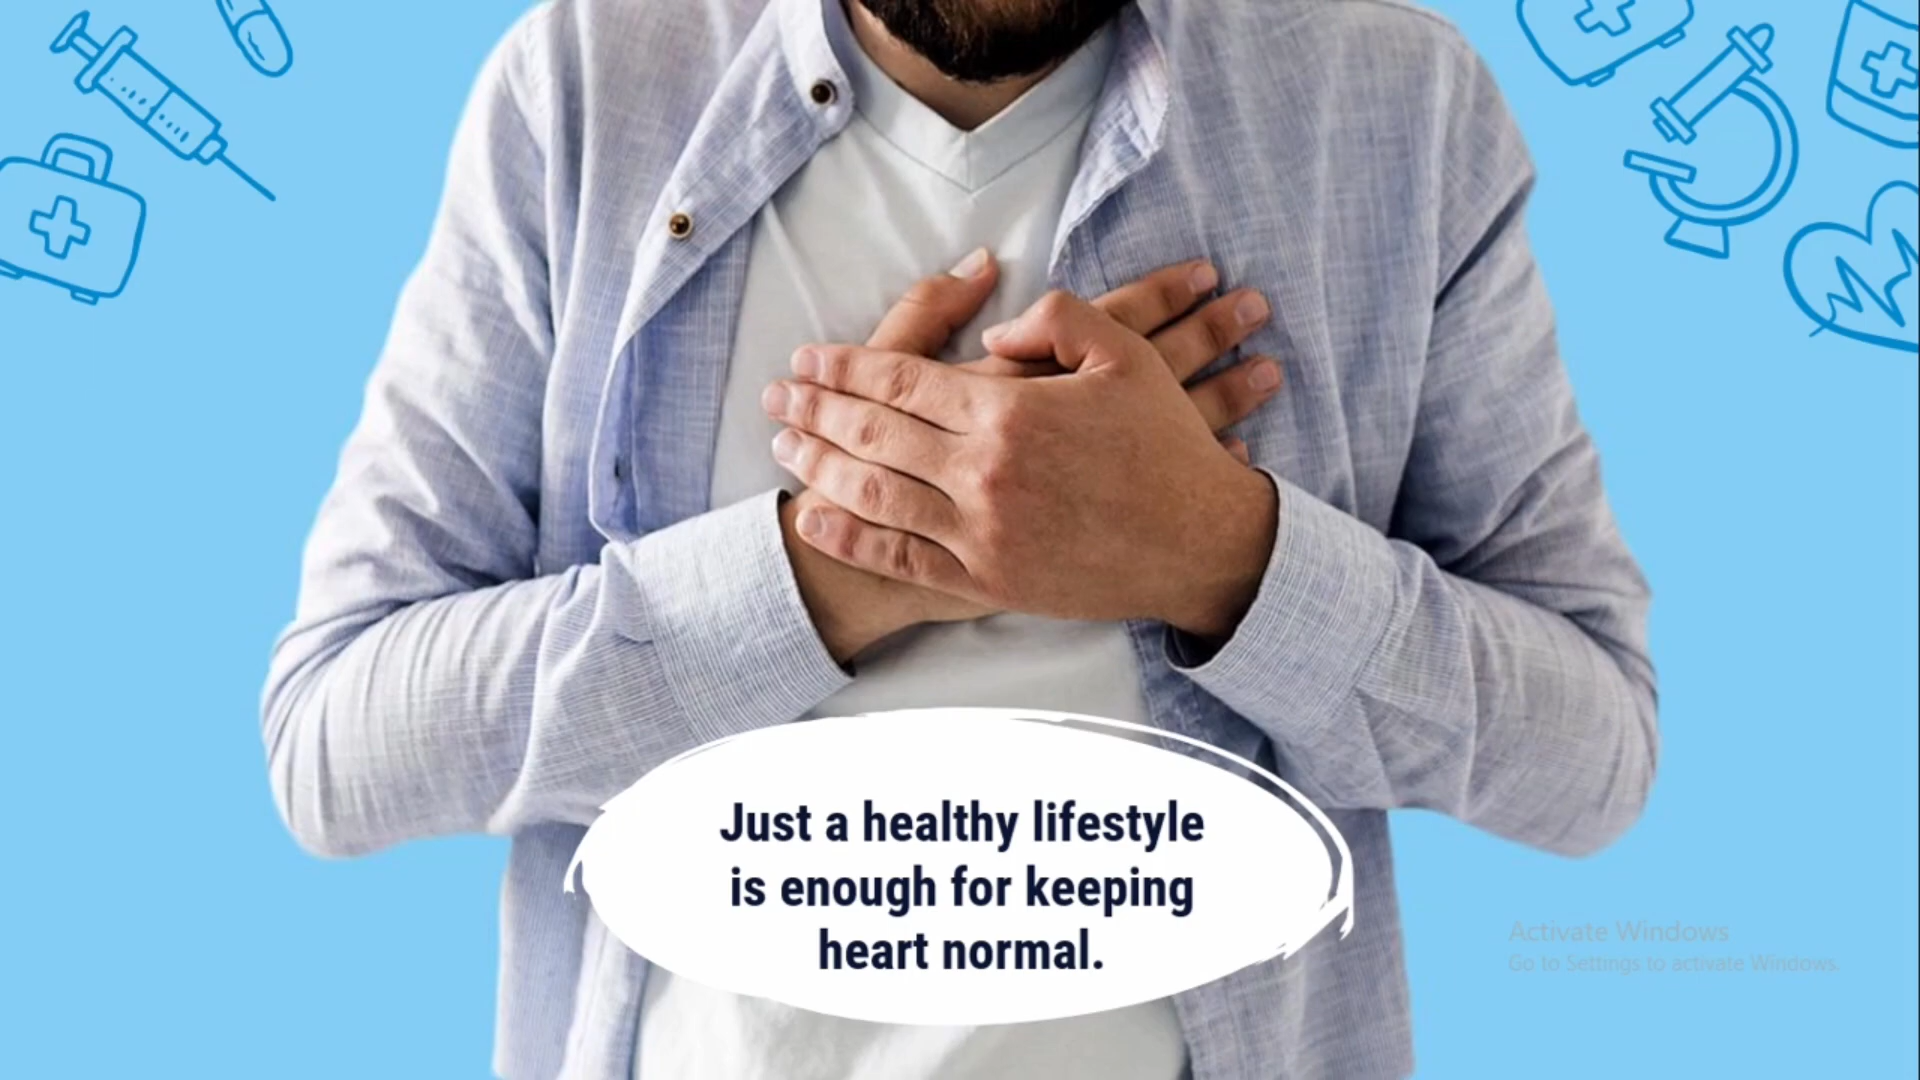 Just a healthy lifestyle
is enough for keeping
heart normal.
Activate Windows
Go to Settings to activate Windows.